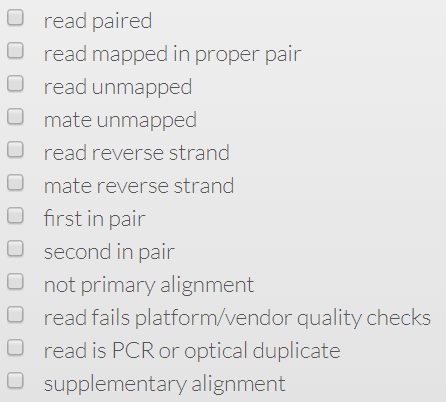 read paired
read mapped in proper pair
read unmapped
mate unmapped
read reverse strand
mate reverse strand
first in pair
second in pair
not primary alignment
read fails platform/vendor quality checks
read is PCR or optical duplicate
supplementary alignment